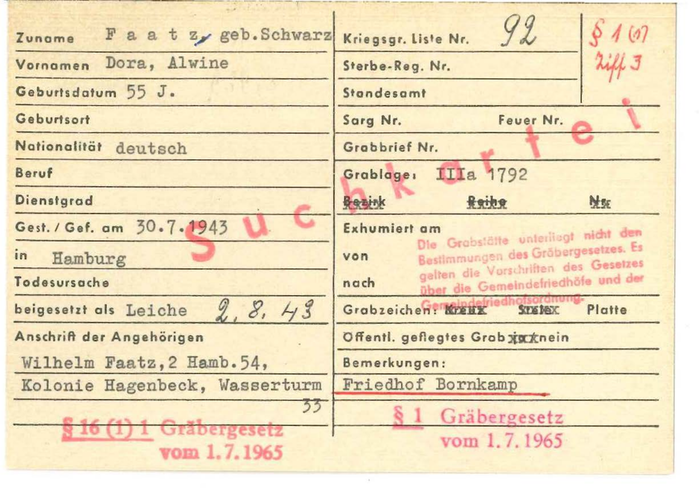 Zuname Faatz, geb.Schwarz
Vornamen Dora, Alwine
Geburtsdatum 55 J.
Geburtsort
Nationalität deutsch
Beruf
Dienstgrad
Gest./Gef. am 30.7.1943
in Hamburg
Todesursache
beigesetzt als Leiche 2.8.43
Anschrift der Angehörigen
Wilhelm Faatz,2 Hamb.54,
Kolonie Hagenbeck, Wasserturm
33
§ 16 (1) 1 Gräbergesetz
vom 1.7.1965
Suchkartei
Kriegsgr. Liste Nr. 92
§ 1 (1)
Ziff 3
Sterbe-Reg. Nr.
Standesamt
Sarg Nr. Feuer Nr.
Grabbrief Nr.
Grablage: IIIa 1792
Bezirk Reihe Nr.
Exhumiert am
von
nach
Die Grabstätte unterliegt nicht den
Bestimmungen des Gräbergesetzes. Es
gelten die Vorschriften des Gesetzes
über die Gemeindefriedhöfe und der
Gemeindefriedhofsordnung.
Grabzeichen: Kreuz Stele Platte
Öffentl. gepflegtes Grab ja/nein
Bemerkungen:
Friedhof Bornkamp
§ 1 Gräbergesetz
vom 1.7.1965